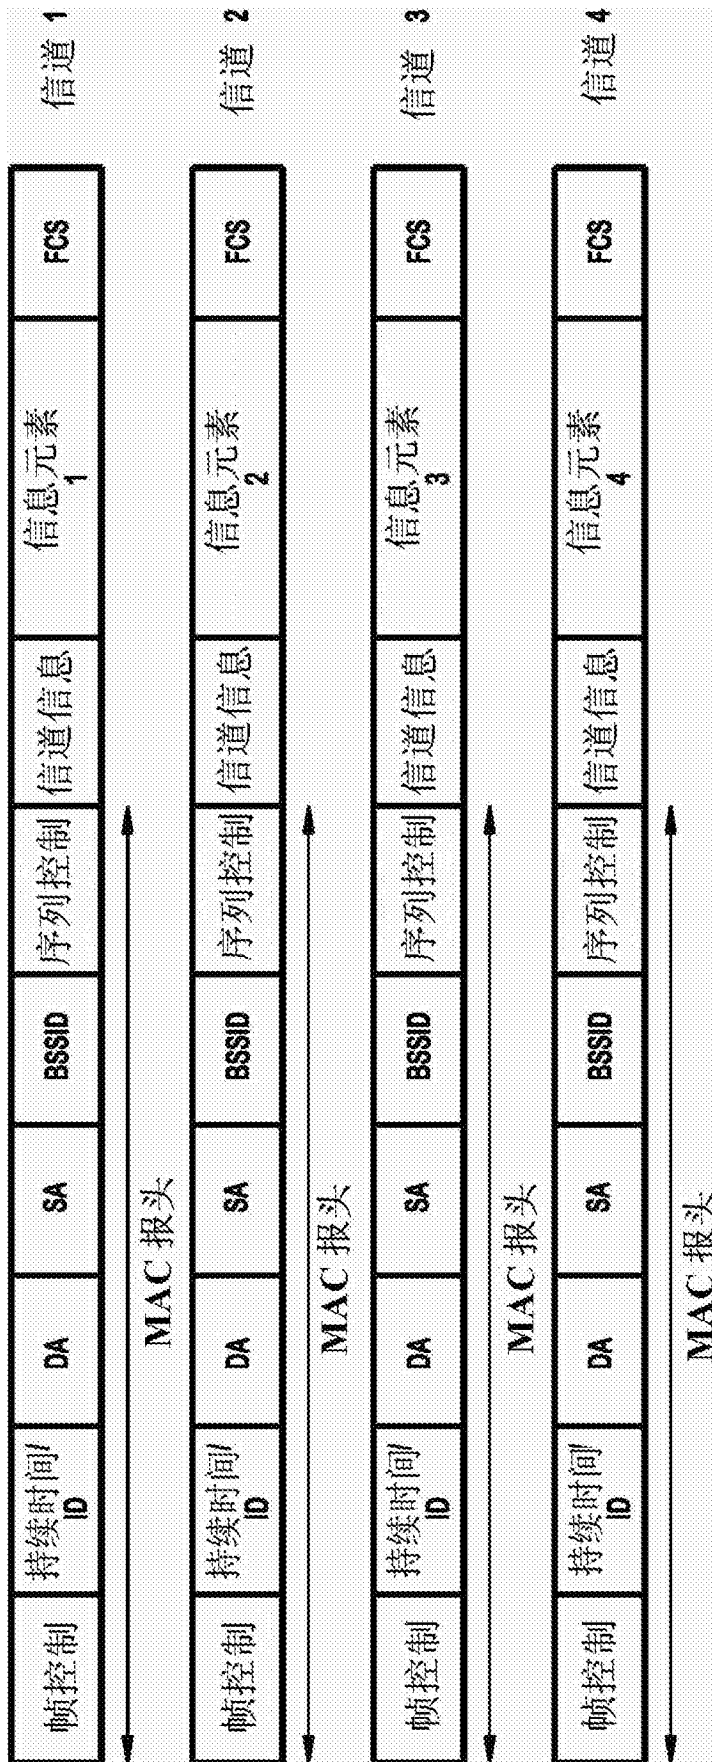 帧控制
持续时间/
ID
DA
SA
BSSID
序列控制
信道信息
信息元素
1
FCS
信道 1
MAC 报头
帧控制
持续时间/
ID
DA
SA
BSSID
序列控制
信道信息
信息元素
2
FCS
信道 2
MAC 报头
帧控制
持续时间/
ID
DA
SA
BSSID
序列控制
信道信息
信息元素
3
FCS
信道 3
MAC 报头
帧控制
持续时间/
ID
DA
SA
BSSID
序列控制
信道信息
信息元素
4
FCS
信道 4
MAC 报头